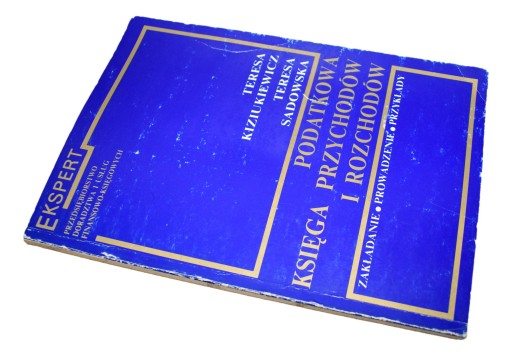 TERESA
KIZIUKIEWICZ
TERESA
SADOWSKA
PODATKOWA
KSIĘGA PRZYCHODÓW
I ROZCHODÓW
ZAKŁADANIE • PROWADZENIE • PRZYKŁADY
EKSPERT
PRZEDSIĘBIORSTWO
DORADZTWA I USŁUG
FINANSOWO-KSIĘGOWYCH